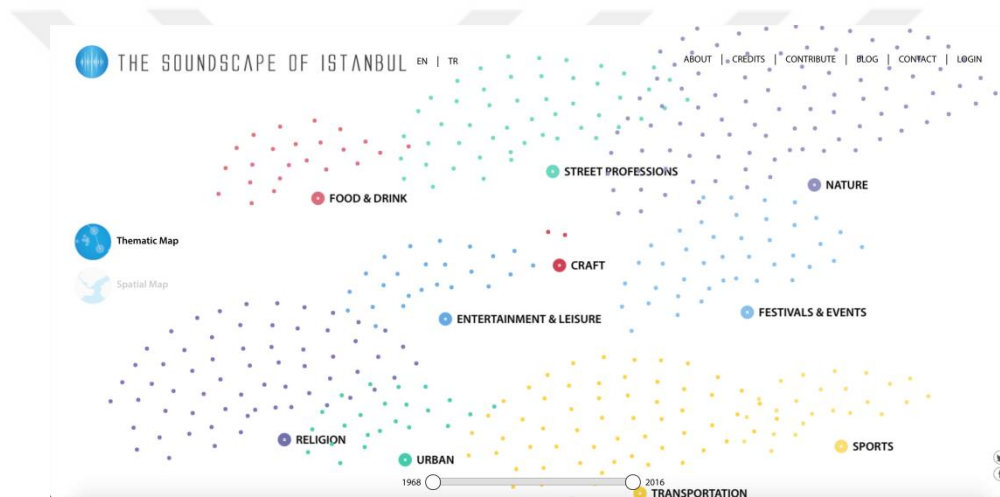 THE SOUNDSCAPE OF ISTANBUL EN | TR
ABOUT | CREDITS | CONTRIBUTE | BLOG | CONTACT | LOGIN
STREET PROFESSIONS
NATURE
FOOD & DRINK
Thematic Map
CRAFT
Spatial Map
FESTIVALS & EVENTS
ENTERTAINMENT & LEISURE
RELIGION
SPORTS
URBAN
1968
2016
TRANSPORTATION